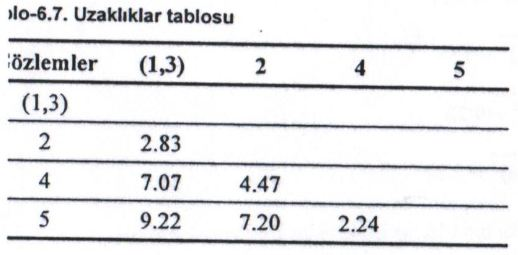 lo-6.7. Uzaklıklar tablosu
özlemler (1,3) 2 4 5
(1,3)
2 2.83
4 7.07 4.47
5 9.22 7.20 2.24